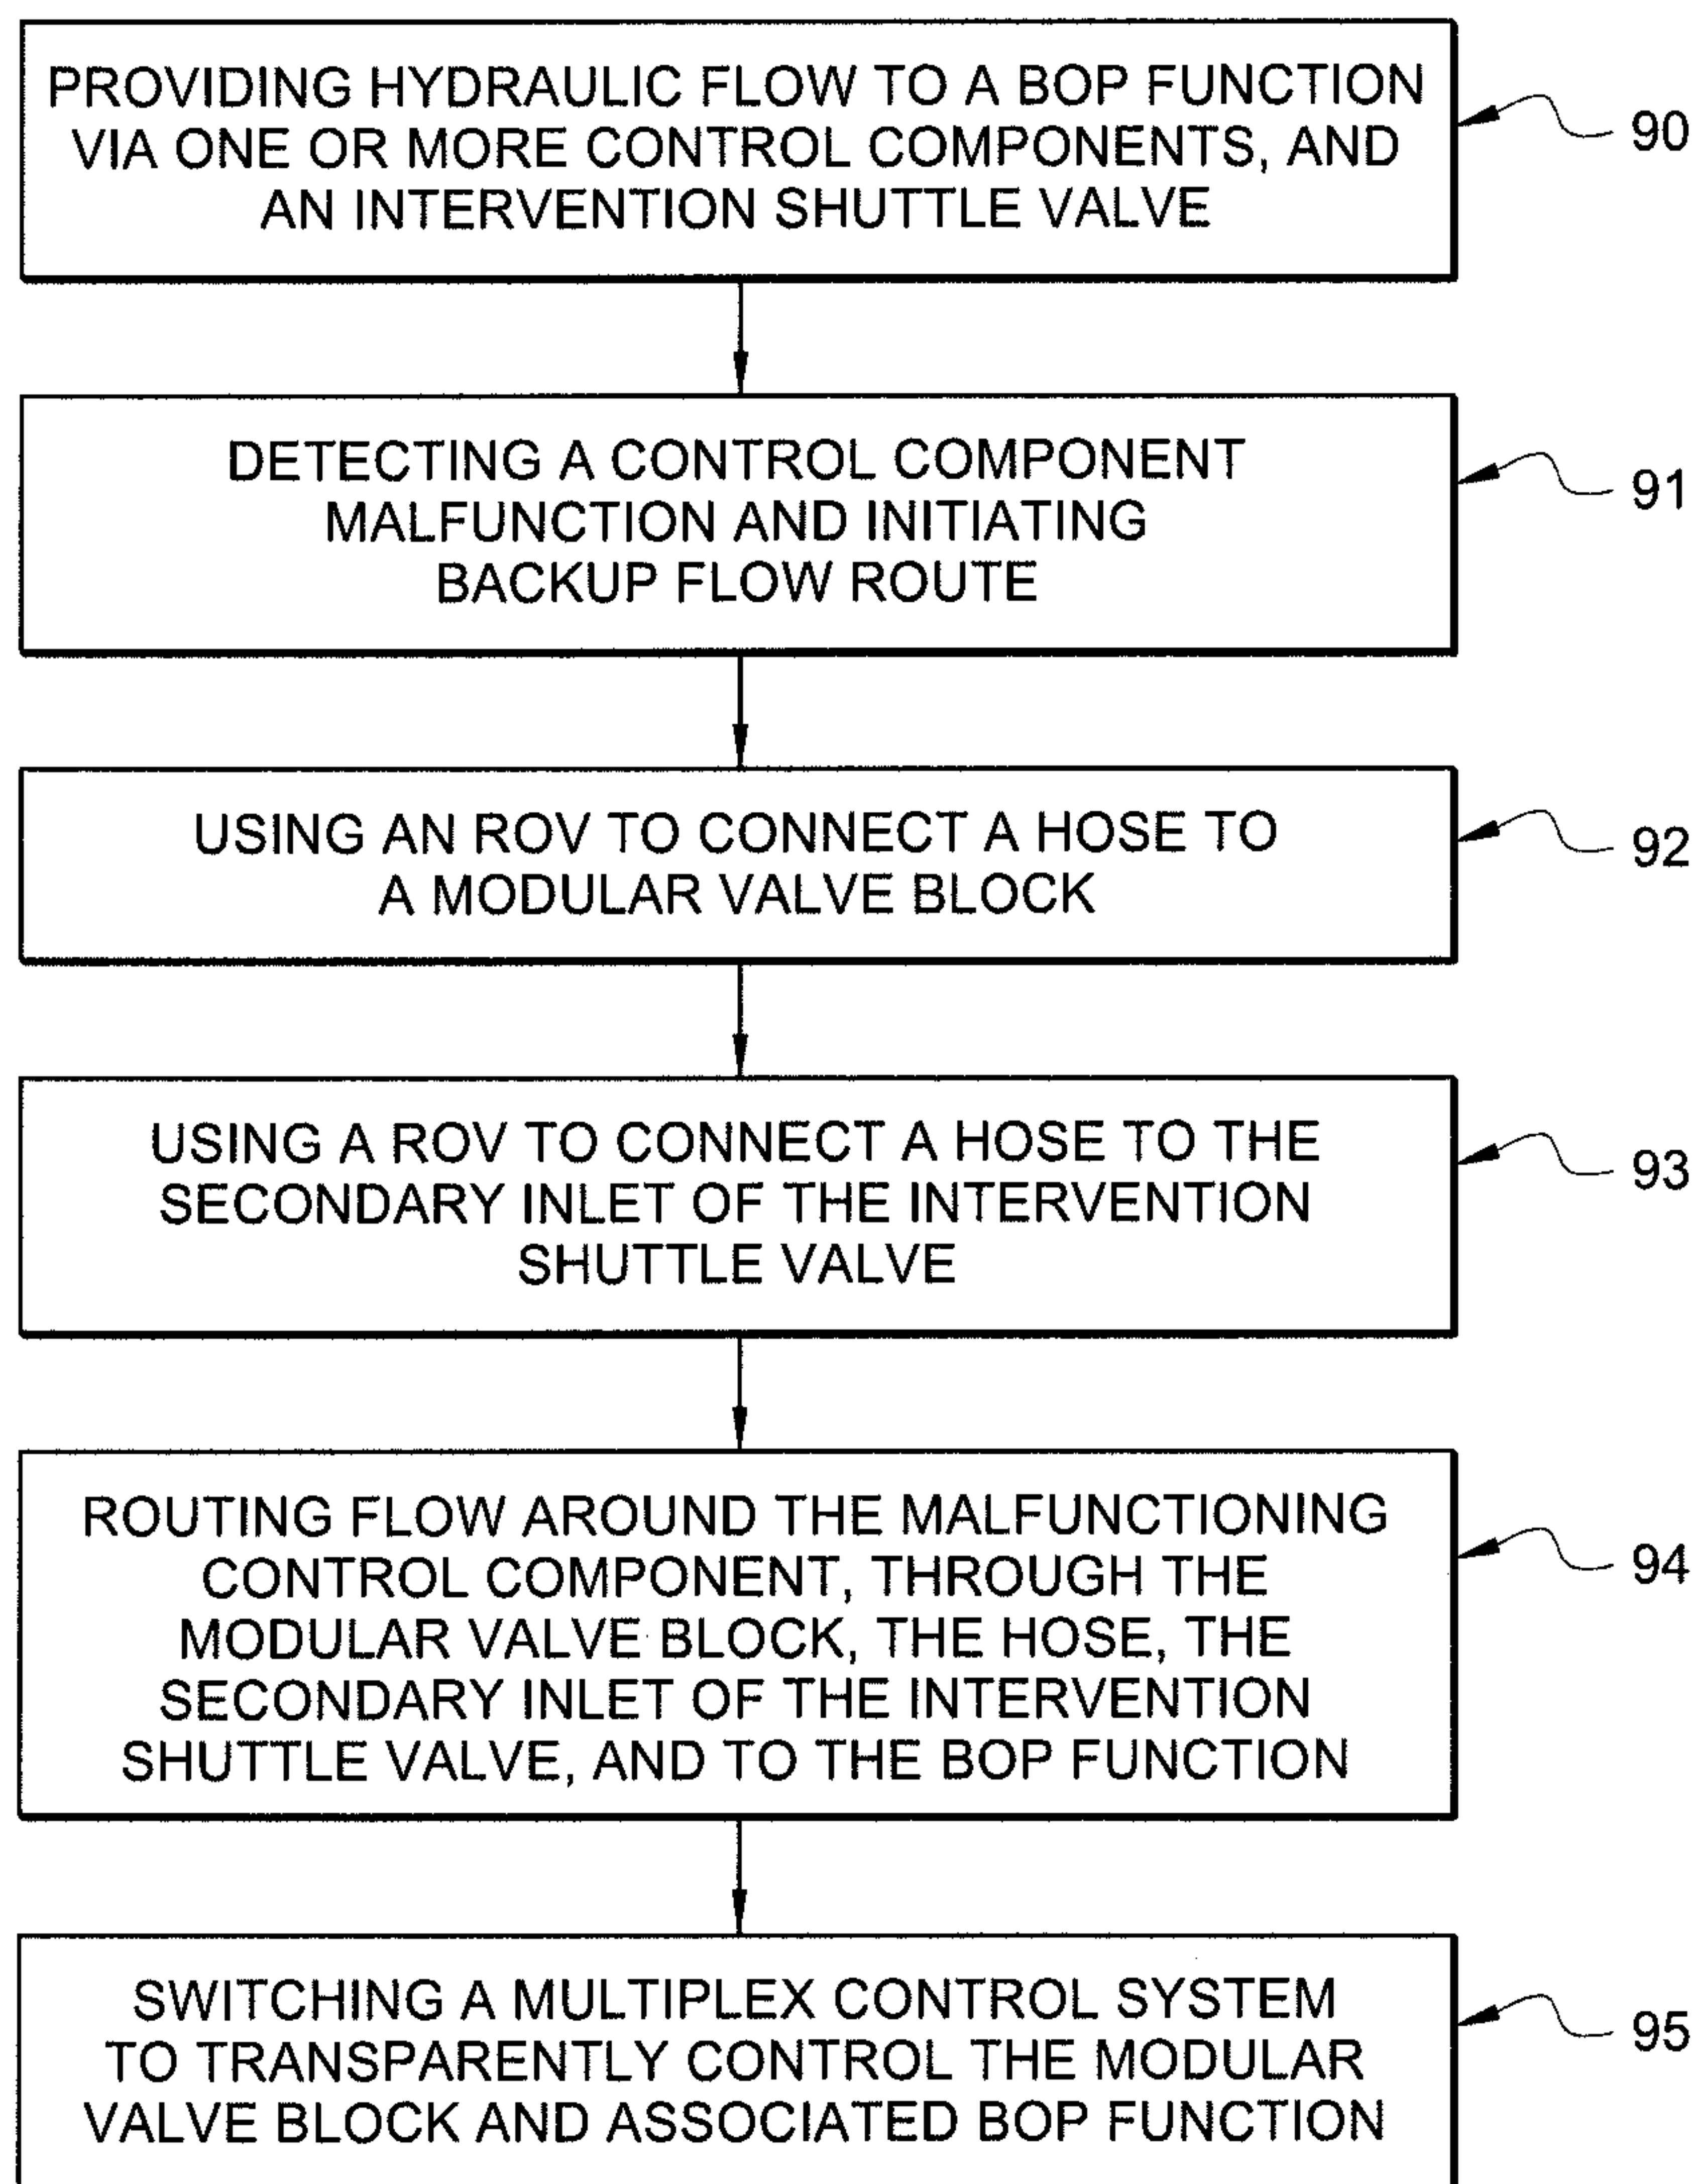 PROVIDING HYDRAULIC FLOW TO A BOP FUNCTION
VIA ONE OR MORE CONTROL COMPONENTS, AND
AN INTERVENTION SHUTTLE VALVE
90
DETECTING A CONTROL COMPONENT
MALFUNCTION AND INITIATING
BACKUP FLOW ROUTE
91
USING AN ROV TO CONNECT A HOSE TO
A MODULAR VALVE BLOCK
92
USING A ROV TO CONNECT A HOSE TO THE
SECONDARY INLET OF THE INTERVENTION
SHUTTLE VALVE
93
ROUTING FLOW AROUND THE MALFUNCTIONING
CONTROL COMPONENT, THROUGH THE
MODULAR VALVE BLOCK, THE HOSE, THE
SECONDARY INLET OF THE INTERVENTION
SHUTTLE VALVE, AND TO THE BOP FUNCTION
94
SWITCHING A MULTIPLEX CONTROL SYSTEM
TO TRANSPARENTLY CONTROL THE MODULAR
VALVE BLOCK AND ASSOCIATED BOP FUNCTION
95